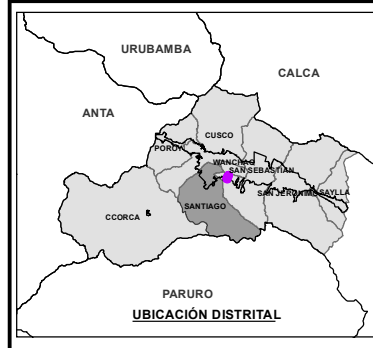 URUBAMBA
CALCA
ANTA
CUSCO
POROY
WANCHAQ
SAN SEBASTIAN
SAN JERONIMO
SAYLLA
SANTIAGO
CCORCA
PARURO
UBICACIÓN DISTRITAL